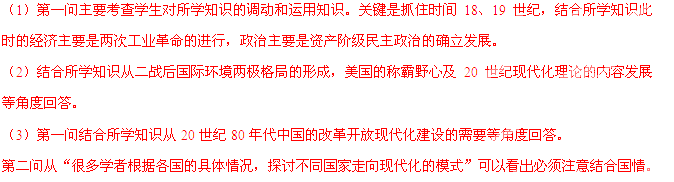 （1）第一问主要考查学生对所学知识的调动和运用知识。关键是抓住时间 18、19 世纪，结合所学知识此
时的经济主要是两次工业革命的进行，政治主要是资产阶级民主政治的确立发展。
（2）结合所学知识从二战后国际环境两极格局的形成，美国的称霸野心及 20 世纪现代化理论的内容发展
等角度回答。
（3）第一问结合所学知识从20世纪80年代中国的改革开放现代化建设的需要等角度回答。
第二问从“很多学者根据各国的具体情况，探讨不同国家走向现代化的模式”可以看出必须注意结合国情。